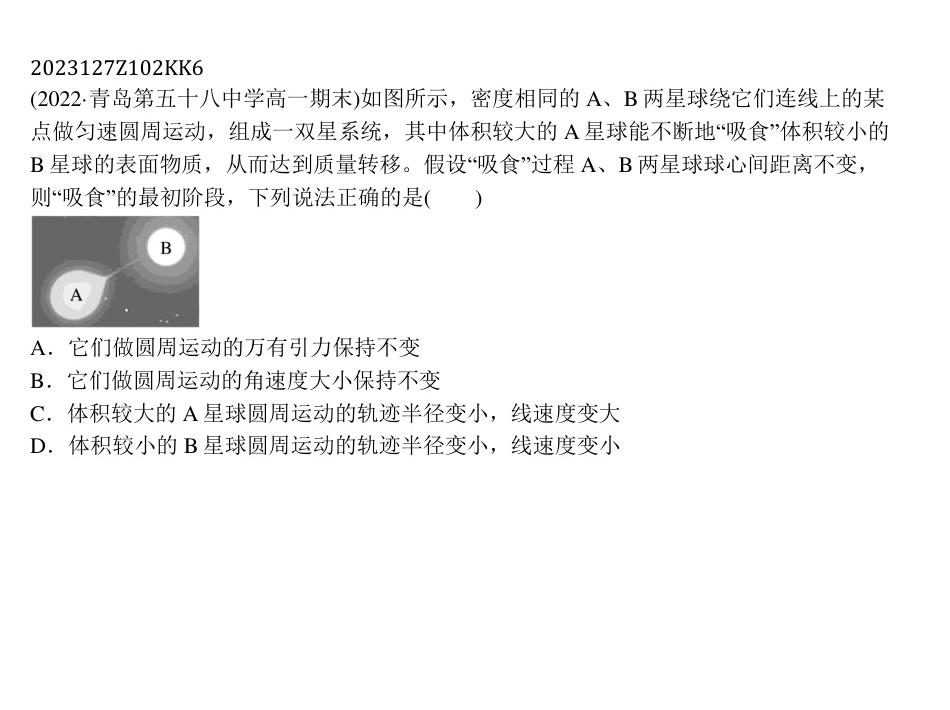 2023127Z102KK6
(2022·青岛第五十八中学高一期末)如图所示，密度相同的 A、B 两星球绕它们连线上的某
点做匀速圆周运动，组成一双星系统，其中体积较大的 A 星球能不断地“吸食”体积较小的
B 星球的表面物质，从而达到质量转移。假设“吸食”过程 A、B 两星球球心间距离不变，
则“吸食”的最初阶段，下列说法正确的是(　　)
B
A
A．它们做圆周运动的万有引力保持不变
B．它们做圆周运动的角速度大小保持不变
C．体积较大的 A 星球圆周运动的轨迹半径变小，线速度变大
D．体积较小的 B 星球圆周运动的轨迹半径变小，线速度变小